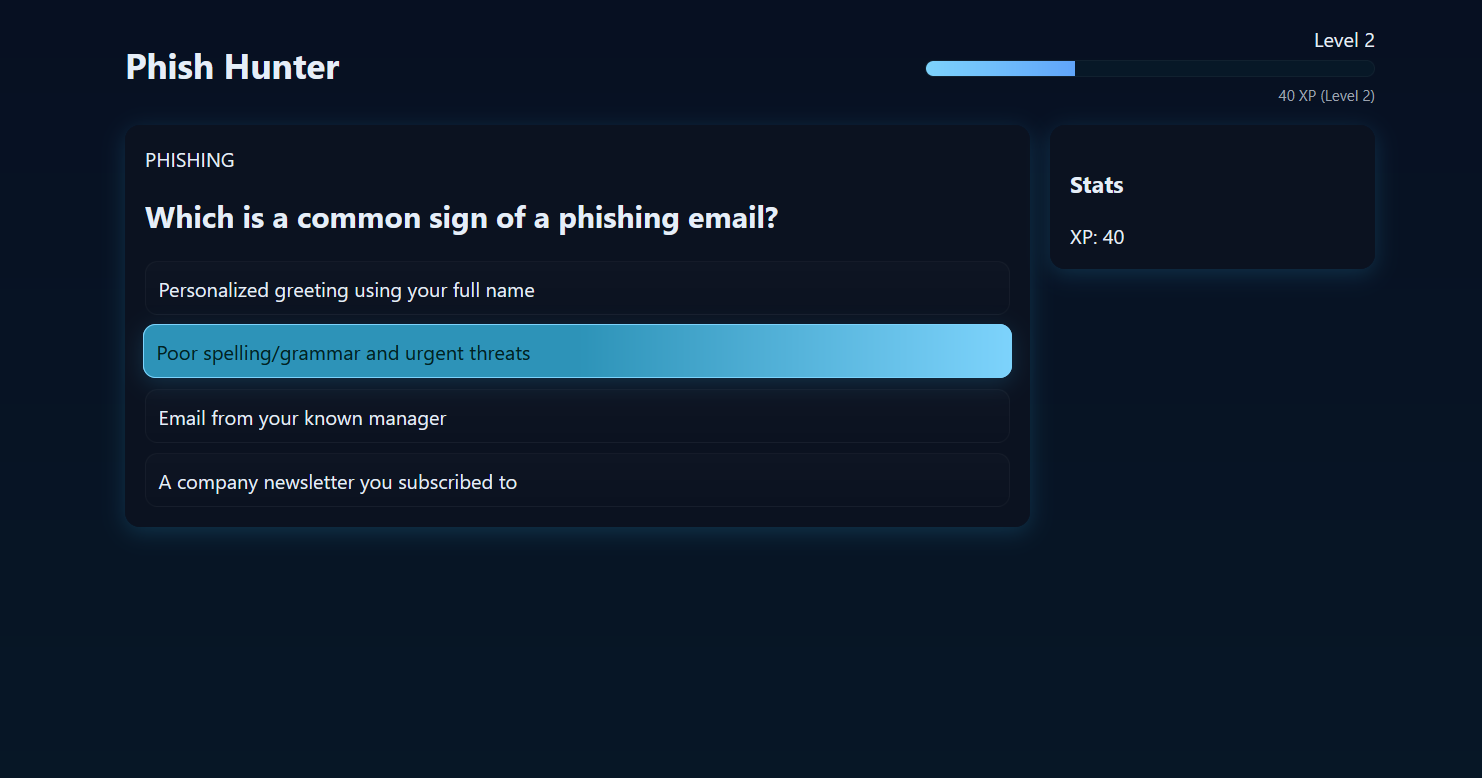 Phish Hunter
Level 2
40 XP (Level 2)
PHISHING
Which is a common sign of a phishing email?
Personalized greeting using your full name
Poor spelling/grammar and urgent threats
Email from your known manager
A company newsletter you subscribed to
Stats
XP: 40